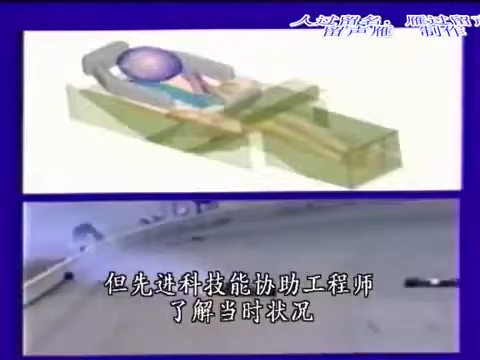 人过留名，雁过留声
留声雁 制作
但先进科技能协助工程师
了解当时状况